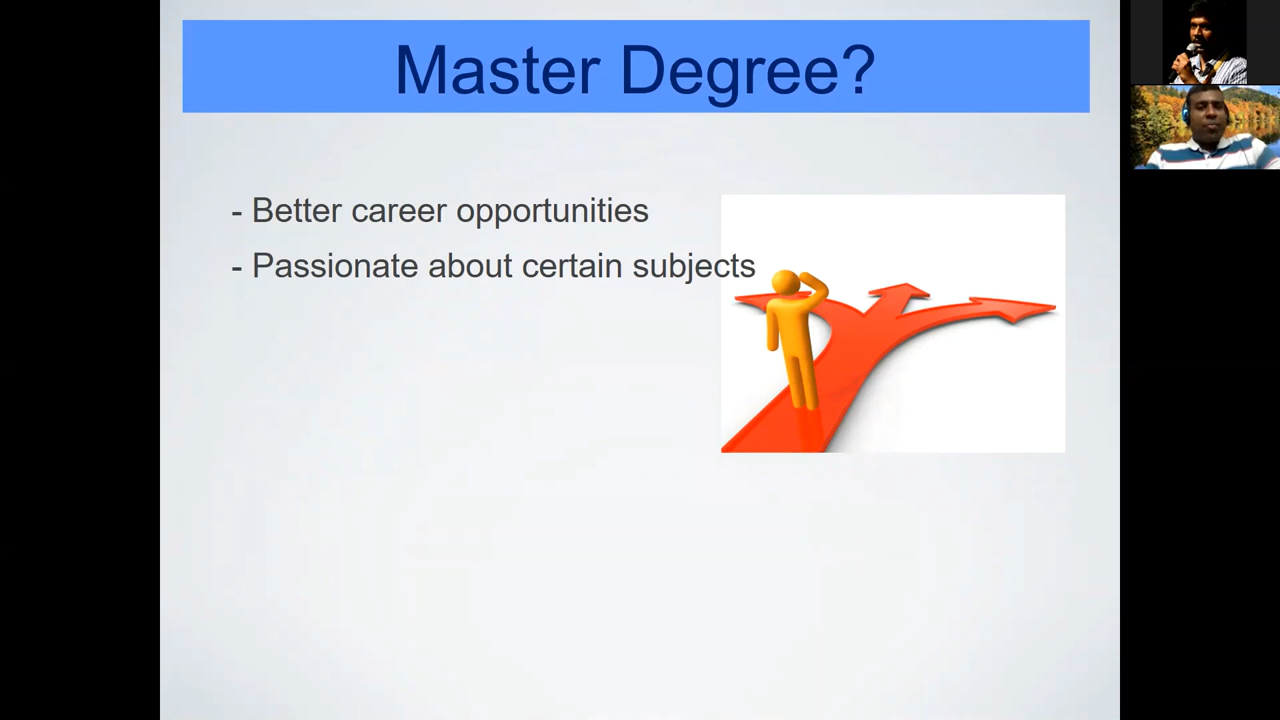 Master Degree?
- Better career opportunities
- Passionate about certain subjects